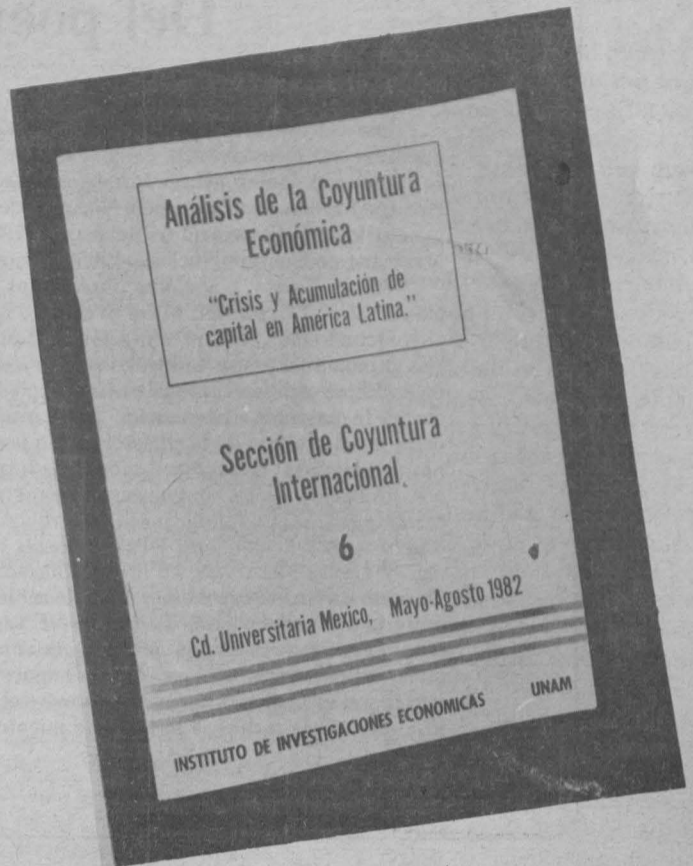 Análisis de la Coyuntura
Económica
"Crisis y Acumulación de
capital en América Latina."
Sección de Coyuntura
Internacional.
6
Cd. Universitaria Mexico, Mayo-Agosto 1982
INSTITUTO DE INVESTIGACIONES ECONOMICAS UNAM